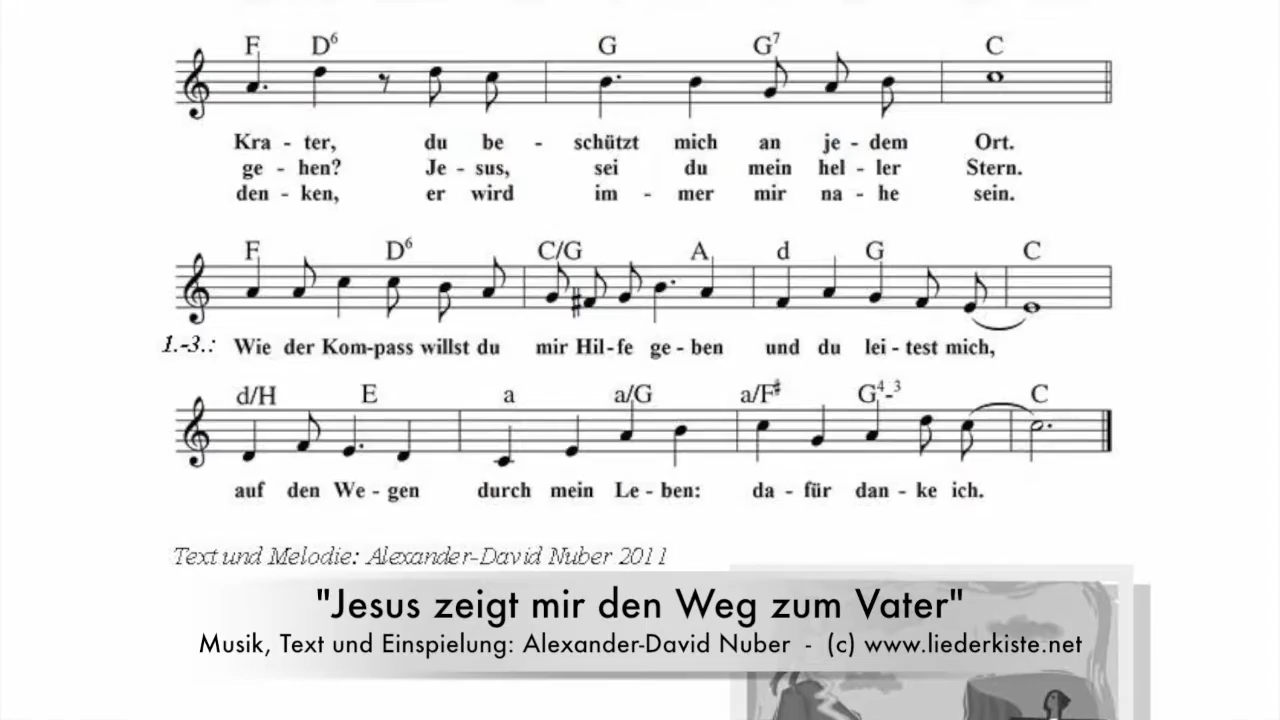 F D6 G G7 C
Kra - ter, du be - schützt mich an je - dem Ort.
ge - hen? Je - sus, sei du mein hel - ler Stern.
den - ken, er wird im - mer mir na - he sein.
F D6 C/G A d G C
1.-3.: Wie der Kom-pass willst du mir Hil-fe ge - ben und du lei - test mich,
d/H E a a/G a/F# G4-3 C
auf den We - gen durch mein Le - ben: da - für dan - ke ich.
Text und Melodie: Alexander-David Nuber 2011
"Jesus zeigt mir den Weg zum Vater"
Musik, Text und Einspielung: Alexander-David Nuber - (c) www.liederkiste.net